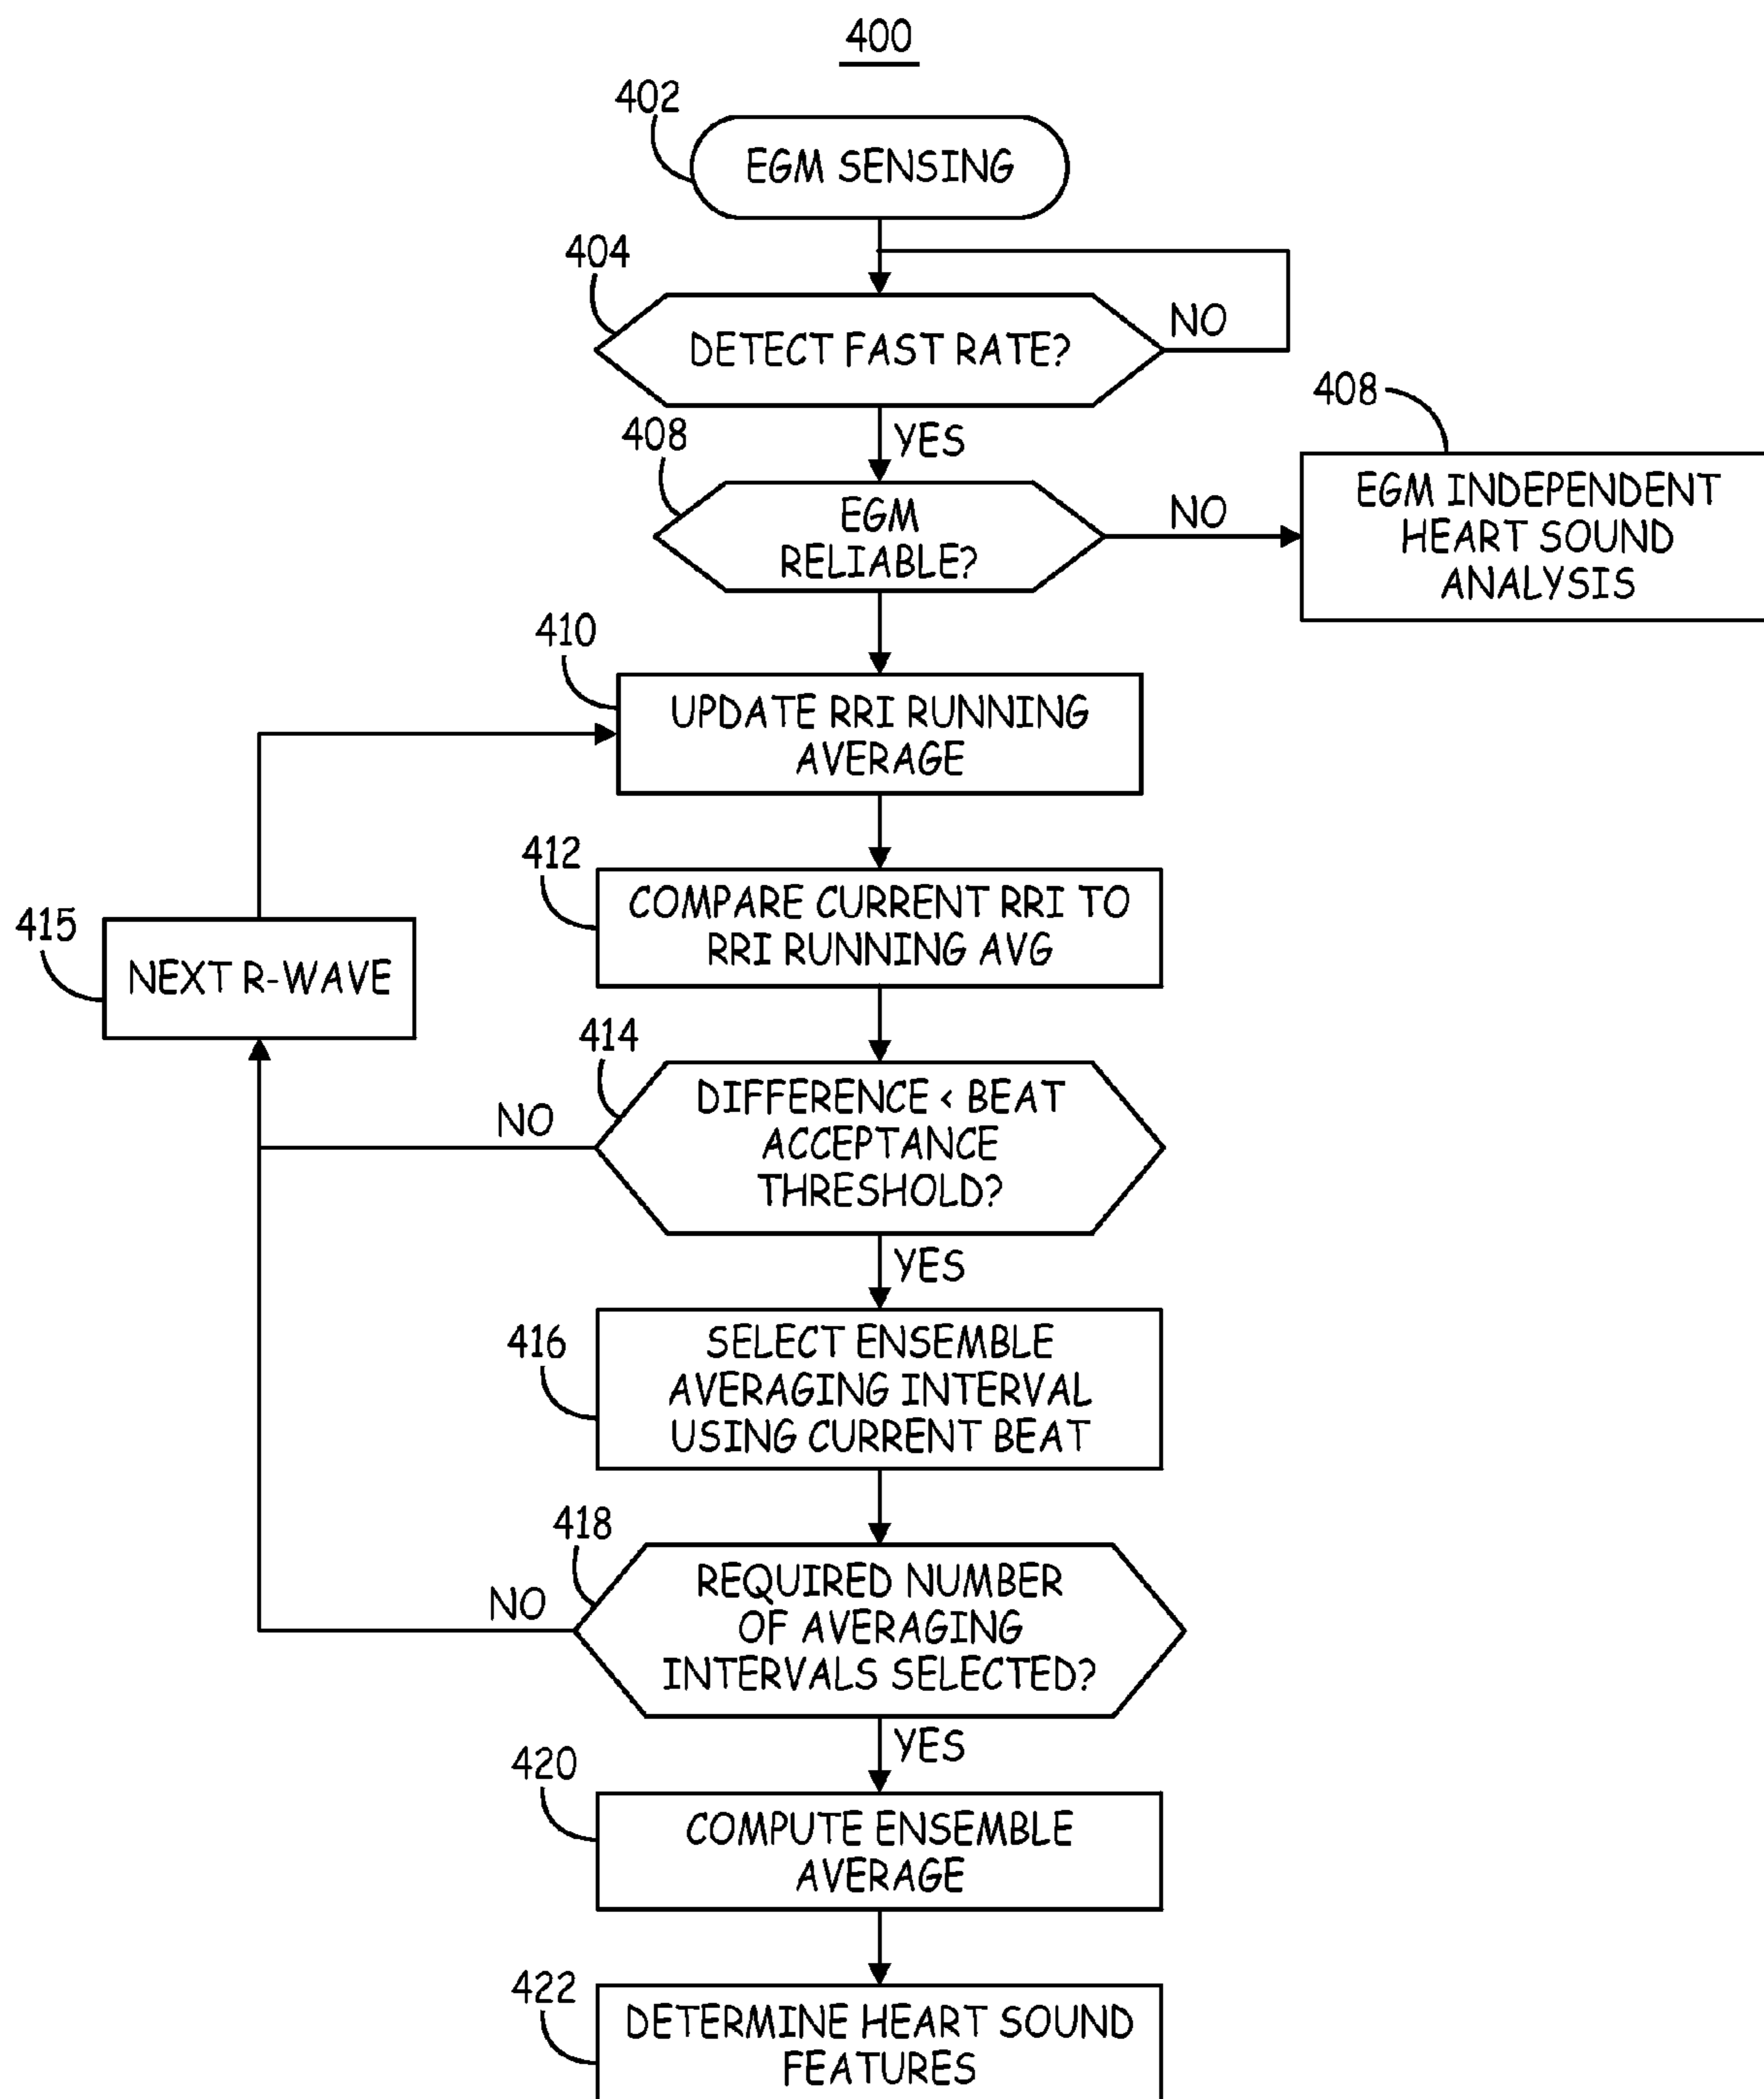 400
402
EGM SENSING
404
DETECT FAST RATE?
NO
YES
408
EGM
RELIABLE?
NO
408
EGM INDEPENDENT
HEART SOUND
ANALYSIS
410
UPDATE RRI RUNNING
AVERAGE
412
COMPARE CURRENT RRI TO
RRI RUNNING AVG
415
NEXT R-WAVE
414
DIFFERENCE < BEAT
ACCEPTANCE
THRESHOLD?
NO
YES
416
SELECT ENSEMBLE
AVERAGING INTERVAL
USING CURRENT BEAT
418
REQUIRED NUMBER
OF AVERAGING
INTERVALS SELECTED?
NO
YES
420
COMPUTE ENSEMBLE
AVERAGE
422
DETERMINE HEART SOUND
FEATURES